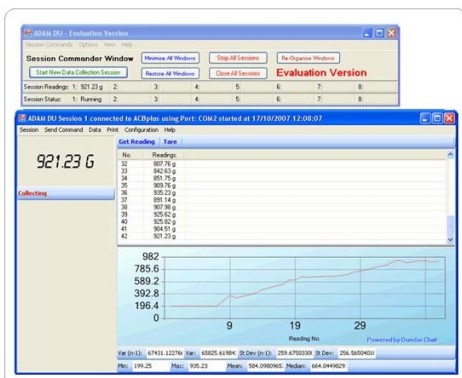 ADAM DU - Evaluation Version
Session Commands Options View Help
Session Commander Window
Minimize All Windows
Stop All Sessions
Re-Organise Windows
Start New Data Collection Session
Restore All Windows
Close All Sessions
Evaluation Version
Session Readings: 1: 921.23 g 2: 3: 4: 5: 6: 7: 8:
Session Status: 1: Running 2: 3: 4: 5: 6: 7: 8:
ADAM DU Session 1 connected to ACBplus using Port: COM2 started at 17/10/2007 12:08:07
Session Send Command Data Print Configuration Help
Get Reading Tare
921.23 G
Collecting
No. Readings
32 807.76 g
33 842.63 g
34 851.75 g
35 909.76 g
36 935.23 g
37 891.14 g
38 907.98 g
39 925.62 g
40 925.82 g
41 904.51 g
42 921.23 g
982
785.6
589.2
392.8
196.4
0
9 19 29
Reading No.
Powered by Dundas Chart
Var (n-1): 67431.12276 Var: 65825.61984 St Dev (n-1): 259.6750330 St Dev: 256.5650401
Min: 199.25 Max: 935.23 Mean: 584.0980965 Median: 664.0449829